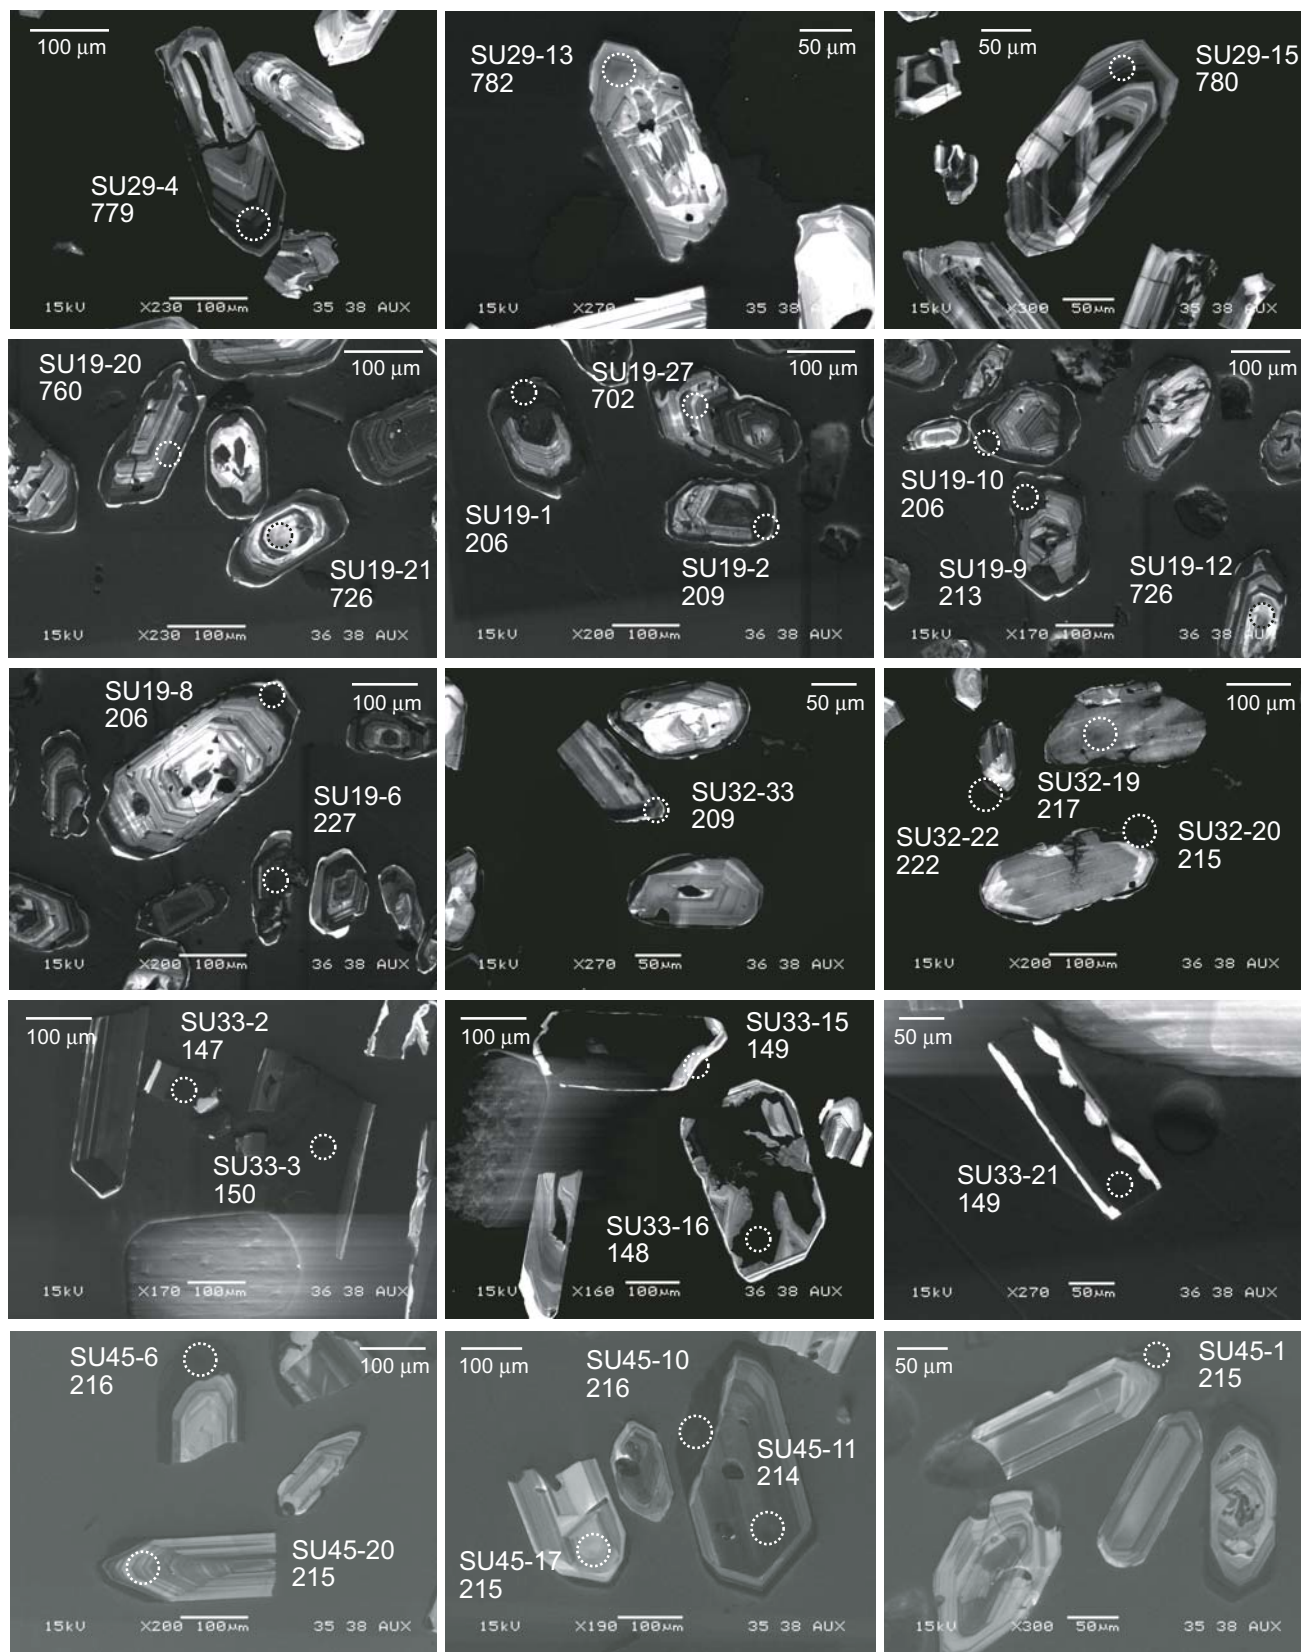 100 µm
SU29-4
779
15kV X230 100µm 35 38 AUX
SU29-13
782
50 µm
15kV X270 35 38 AUX
50 µm
SU29-15
780
15kV X300 50µm 35 38 AUX
SU19-20
760
100 µm
SU19-21
726
15kV X230 100µm 36 38 AUX
SU19-27
702
100 µm
SU19-1
206
SU19-2
209
15kV X200 100µm 36 38 AUX
100 µm
SU19-10
206
SU19-9
213
SU19-12
726
15kV X170 100µm 36 38 AUX
SU19-8
206
100 µm
SU19-6
227
15kV X200 100µm 36 38 AUX
50 µm
SU32-33
209
15kV X270 50µm 36 38 AUX
100 µm
SU32-19
217
SU32-22
222
SU32-20
215
15kV X200 100µm 36 38 AUX
100 µm
SU33-2
147
SU33-3
150
15kV X170 100µm 36 38 AUX
100 µm
SU33-15
149
SU33-16
148
15kV X160 100µm 36 38 AUX
50 µm
SU33-21
149
15kV X270 50µm 36 38 AUX
SU45-6
216
100 µm
SU45-20
215
15kV X200 100µm 35 38 AUX
100 µm
SU45-10
216
SU45-11
214
SU45-17
215
15kV X190 100µm 35 38 AUX
50 µm
SU45-1
215
15kV X300 50µm 35 38 AUX